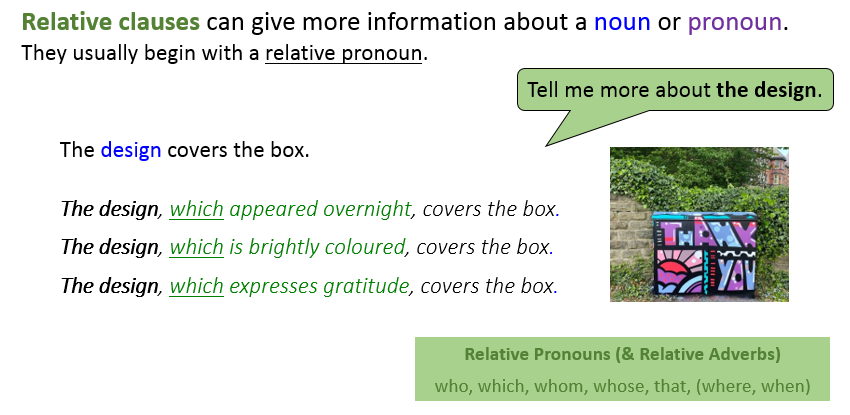 Relative clauses can give more information about a noun or pronoun.
They usually begin with a relative pronoun.
Tell me more about the design.
The design covers the box.
The design, which appeared overnight, covers the box.
The design, which is brightly coloured, covers the box.
The design, which expresses gratitude, covers the box.
THANK
YOU
Relative Pronouns (& Relative Adverbs)
who, which, whom, whose, that, (where, when)